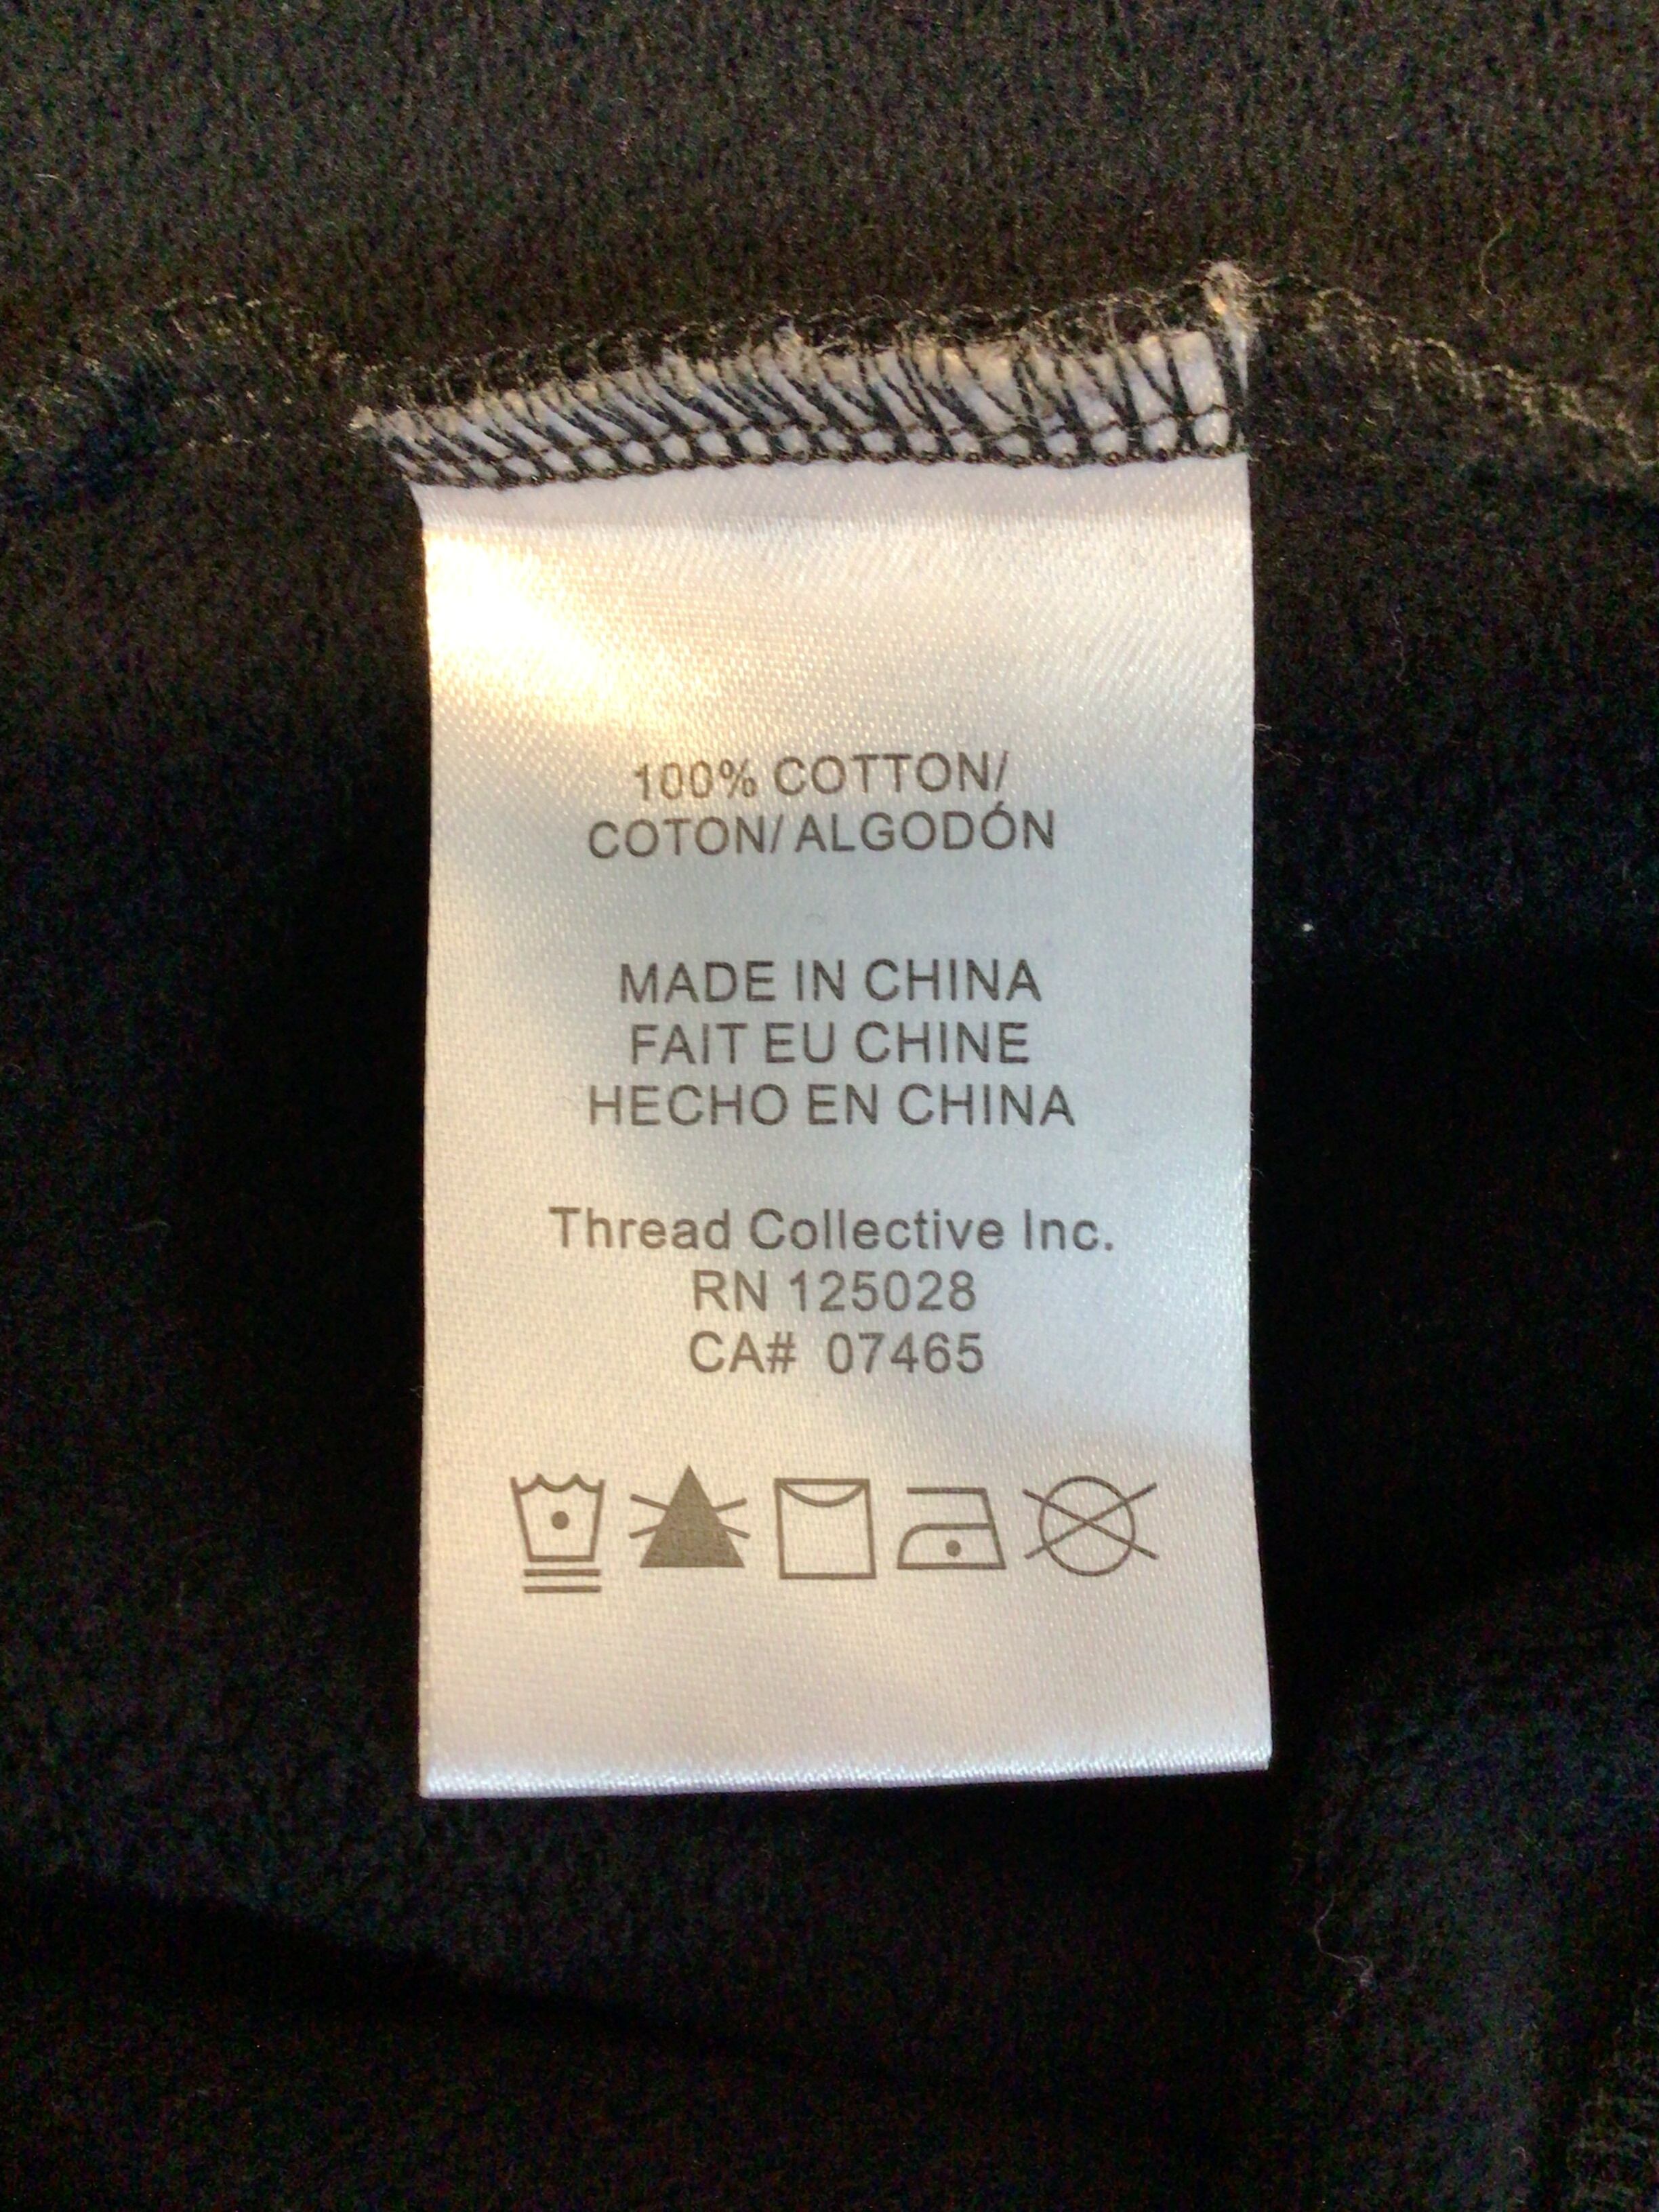 100% COTTON/
COTON/ ALGODÓN
MADE IN CHINA
FAIT EU CHINE
HECHO EN CHINA
Thread Collective Inc.
RN 125028
CA# 07465